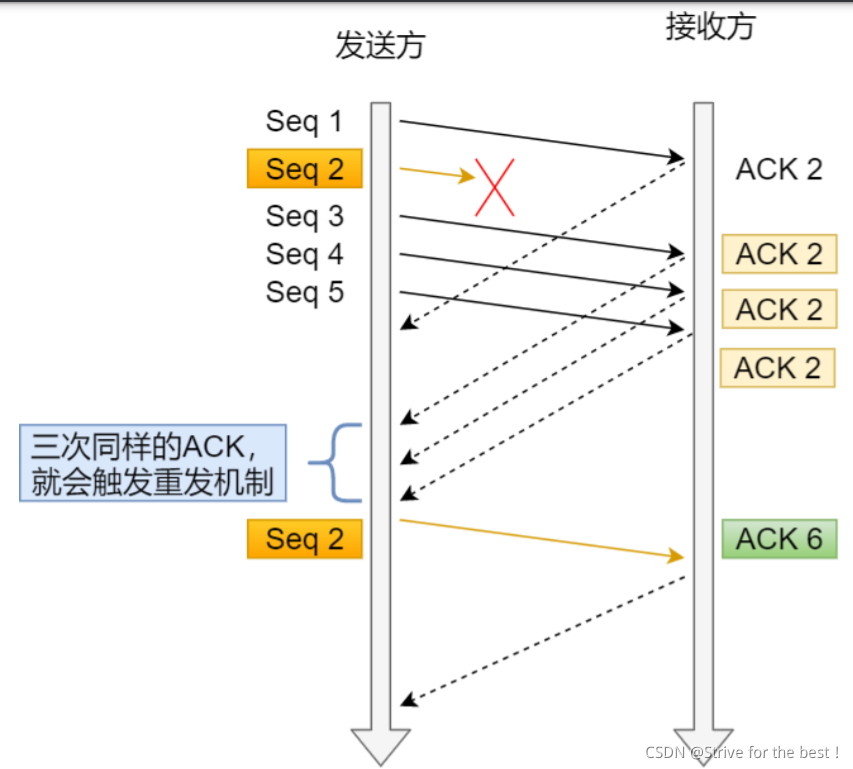 发送方
接收方
Seq 1
Seq 2
ACK 2
Seq 3
Seq 4
ACK 2
Seq 5
ACK 2
ACK 2
三次同样的ACK，
就会触发重发机制
Seq 2
ACK 6
CSDN @Strive for the best！